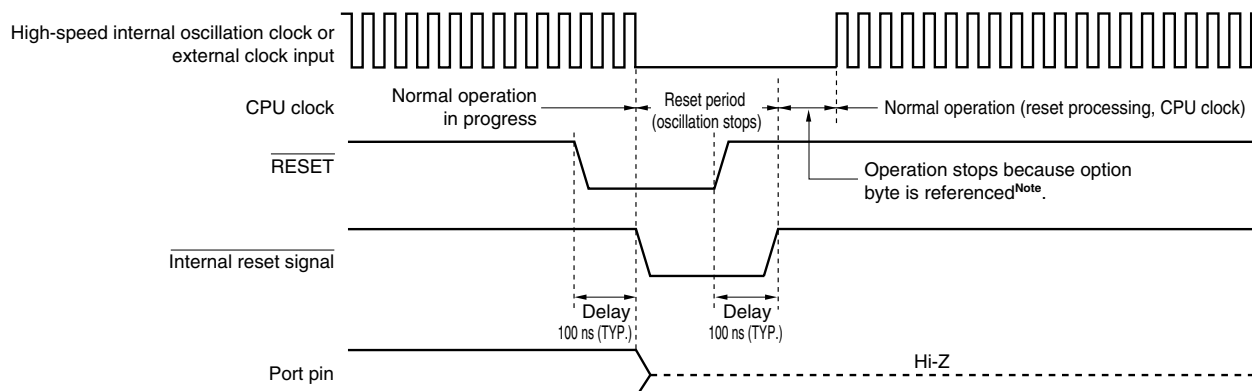 High-speed internal oscillation clock or
external clock input
CPU clock
Normal operation
in progress
Reset period
(oscillation stops)
Normal operation (reset processing, CPU clock)
RESET
Operation stops because option
byte is referencedNote.
Internal reset signal
Delay
100 ns (TYP.)
Delay
100 ns (TYP.)
Port pin
Hi-Z